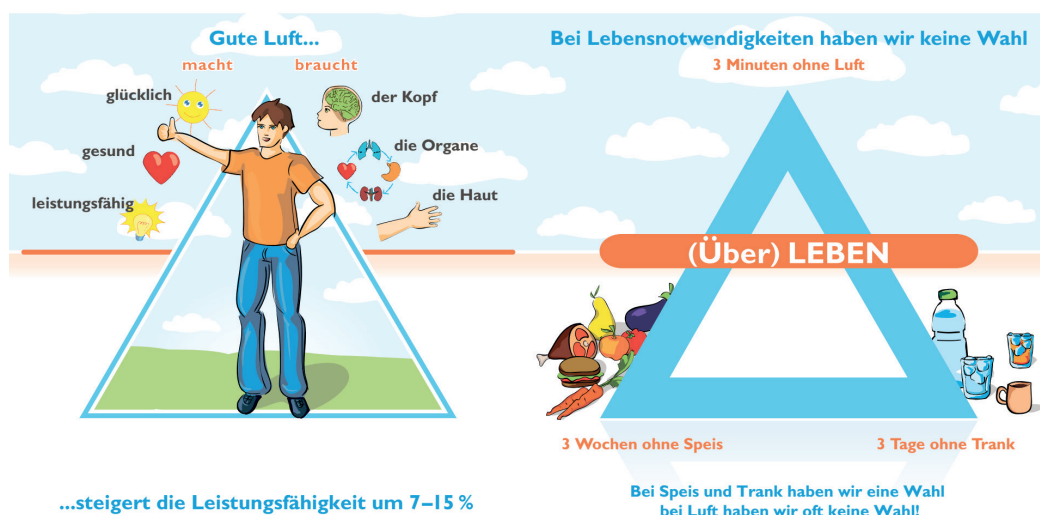 Gute Luft...
macht braucht
glücklich
gesund
leistungsfähig
der Kopf
die Organe
die Haut
...steigert die Leistungsfähigkeit um 7–15 %
Bei Lebensnotwendigkeiten haben wir keine Wahl
3 Minuten ohne Luft
(Über) LEBEN
3 Wochen ohne Speis
3 Tage ohne Trank
Bei Speis und Trank haben wir eine Wahl
bei Luft haben wir oft keine Wahl!